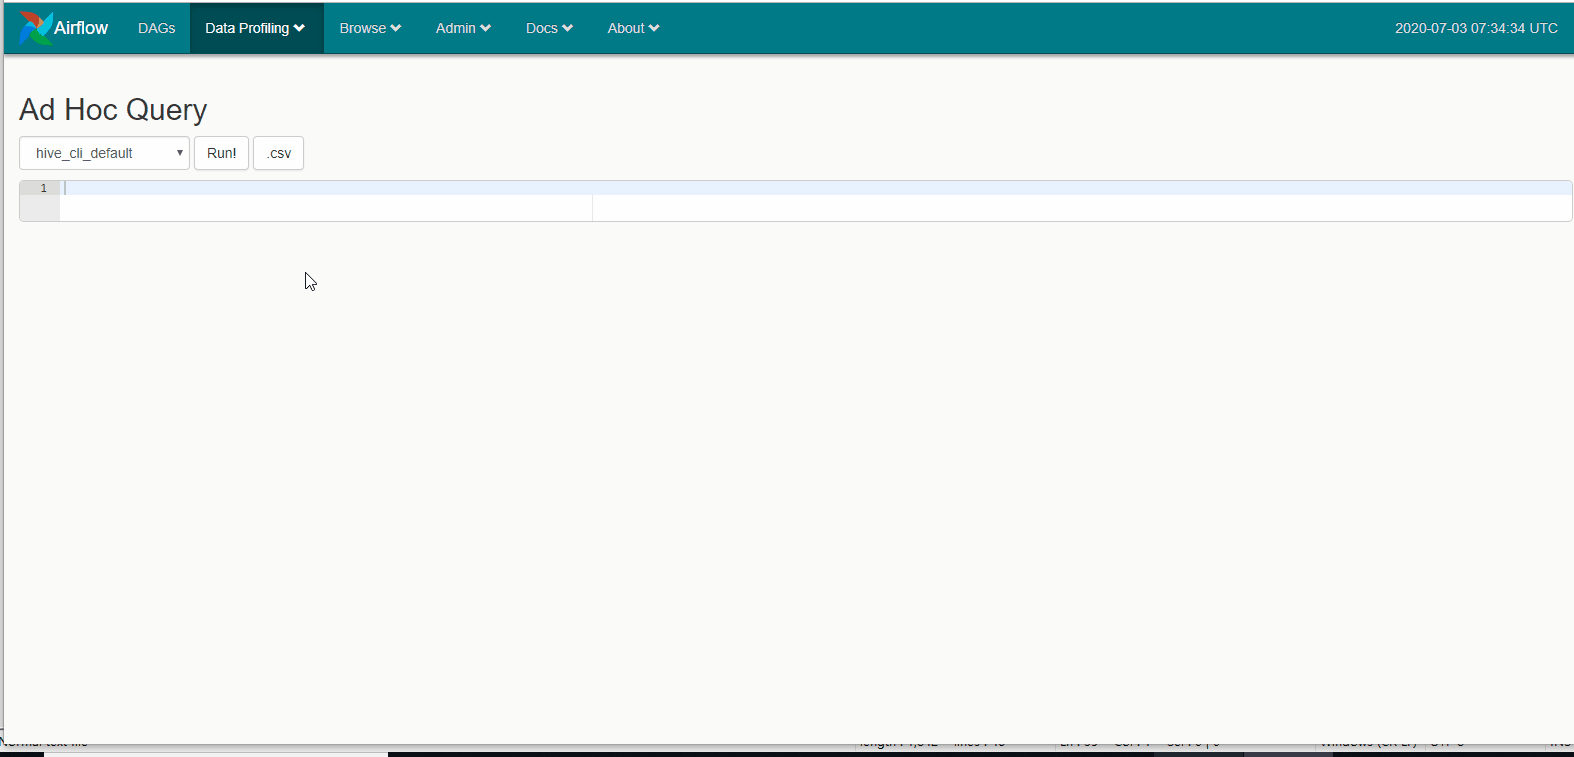 Airflow DAGs Data Profiling Browse Admin Docs About 2020-07-03 07:34:34 UTC
Ad Hoc Query
hive_cli_default Run! .csv
1